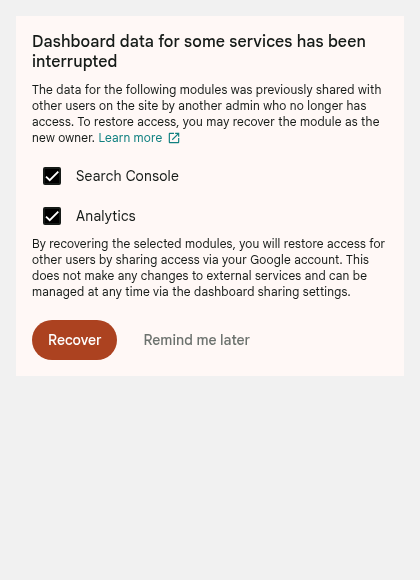 Dashboard data for some services has been
interrupted
The data for the following modules was previously shared with
other users on the site by another admin who no longer has
access. To restore access, you may recover the module as the
new owner. Learn more
Search Console
Analytics
By recovering the selected modules, you will restore access for
other users by sharing access via your Google account. This
does not make any changes to external services and can be
managed at any time via the dashboard sharing settings.
Recover
Remind me later